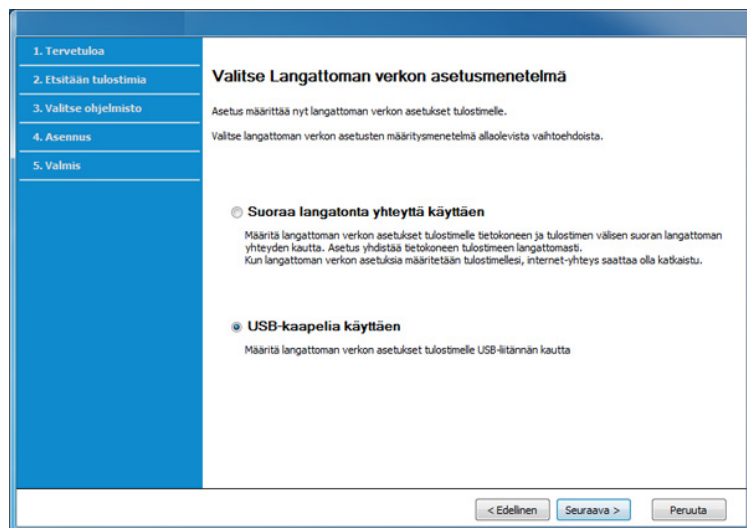 1. Tervetuloa
2. Etsitään tulostimia
3. Valitse ohjelmisto
4. Asennus
5. Valmis
Valitse Langattoman verkon asetusmenetelmä
Asetus määrittää nyt langattoman verkon asetukset tulostimelle.
Valitse langattoman verkon asetusten määritysmenetelmä allaolevista vaihtoehdoista.
Suoraa langatonta yhteyttä käyttäen
Määritä langattoman verkon asetukset tulostimelle tietokoneen ja tulostimen välisen suoran langattoman
yhteyden kautta. Asetus yhdistää tietokoneen tulostimeen langattomasti.
Kun langattoman verkon asetuksia määritetään tulostimellesi, internet-yhteys saattaa olla katkaistu.
USB-kaapelia käyttäen
Määritä langattoman verkon asetukset tulostimelle USB-liitännän kautta
< Edellinen
Seuraava >
Peruuta